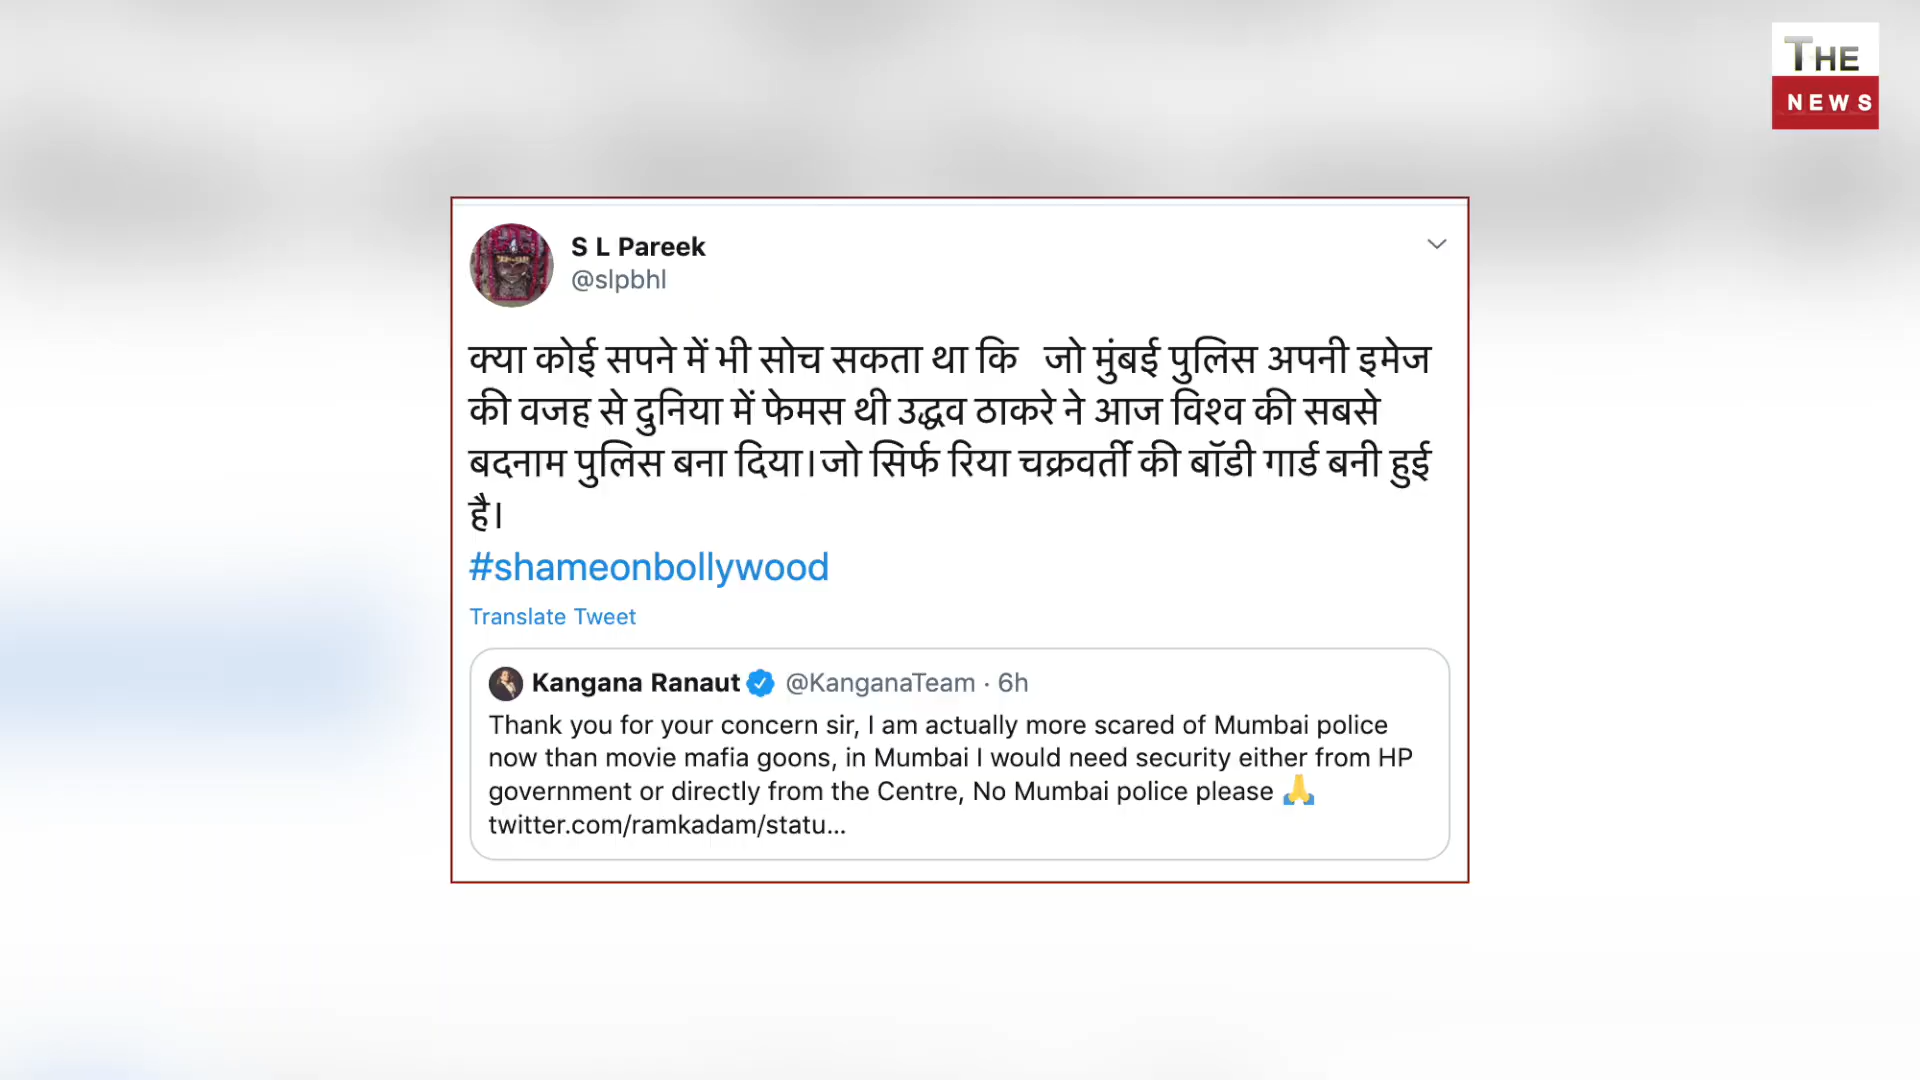 THE
NEWS
S L Pareek
@slpbhl
क्या कोई सपने में भी सोच सकता था कि जो मुंबई पुलिस अपनी इमेज
की वजह से दुनिया में फेमस थी उद्धव ठाकरे ने आज विश्व की सबसे
बदनाम पुलिस बना दिया।जो सिर्फ रिया चक्रवर्ती की बॉडी गार्ड बनी हुई
है।
#shameonbollywood
Translate Tweet
Kangana Ranaut @KanganaTeam · 6h
Thank you for your concern sir, I am actually more scared of Mumbai police
now than movie mafia goons, in Mumbai I would need security either from HP
government or directly from the Centre, No Mumbai police please 🙏
twitter.com/ramkadam/statu...